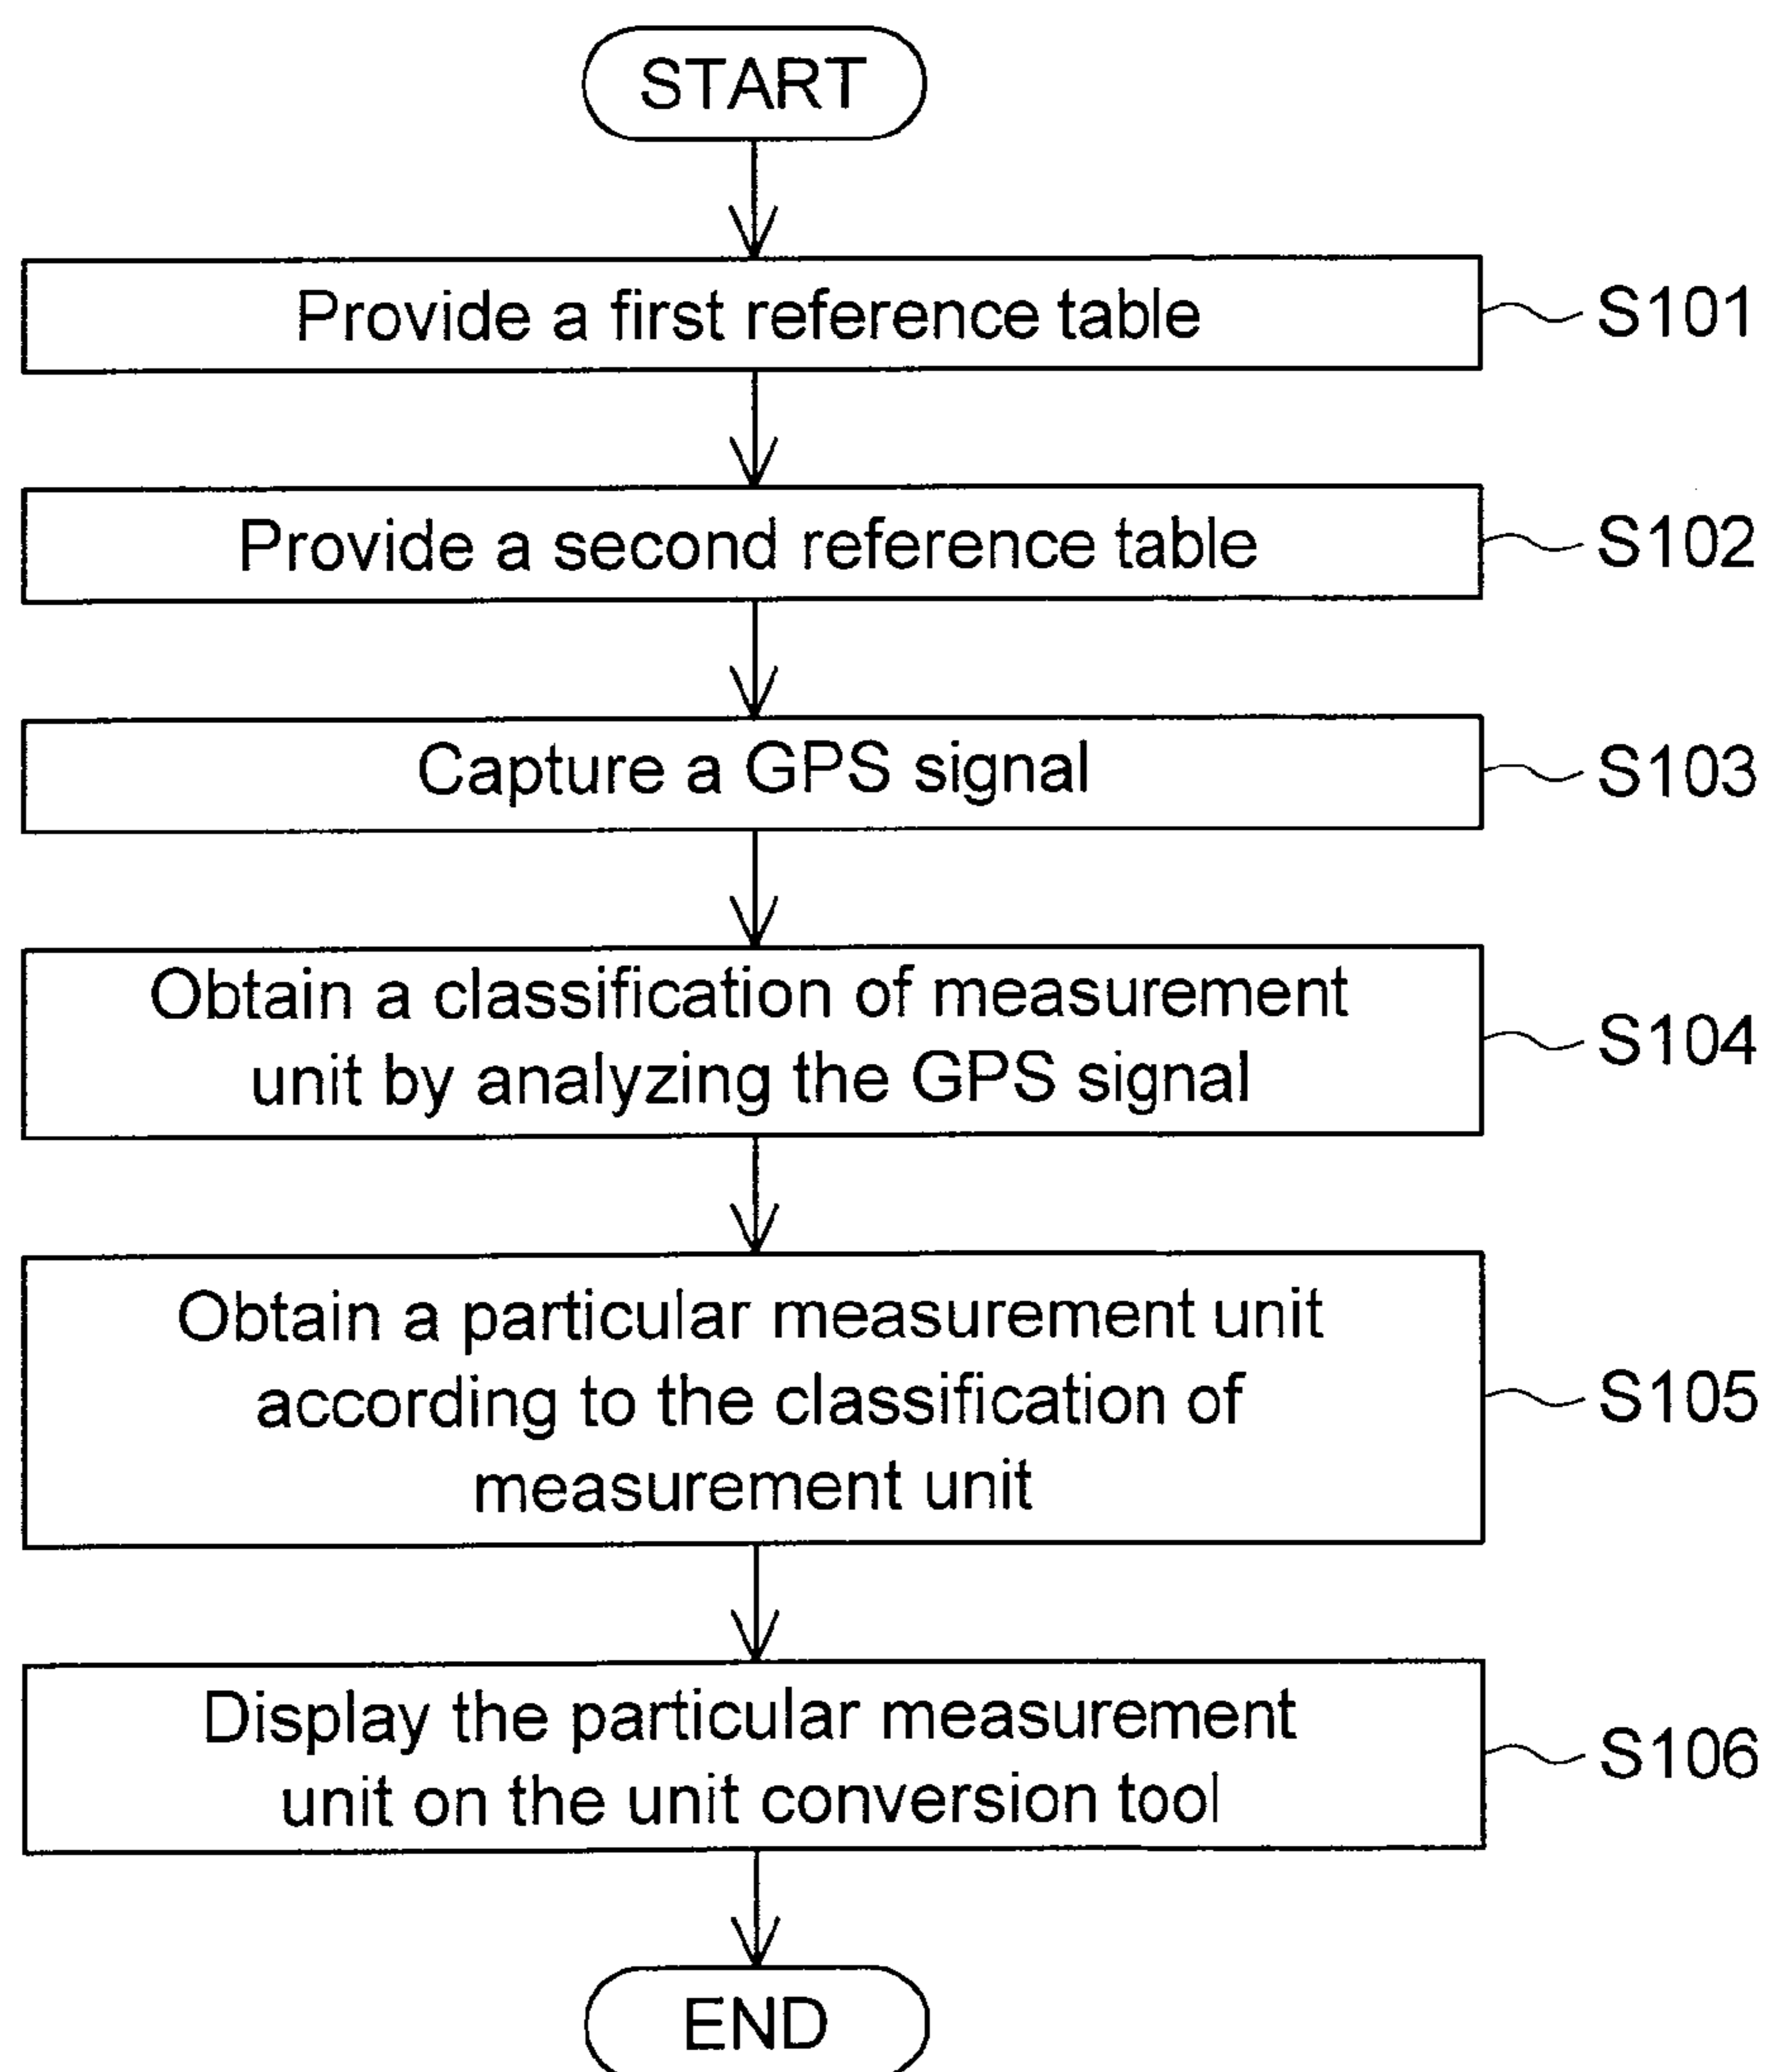 START
Provide a first reference table
S101
Provide a second reference table
S102
Capture a GPS signal
S103
Obtain a classification of measurement
unit by analyzing the GPS signal
S104
Obtain a particular measurement unit
according to the classification of
measurement unit
S105
Display the particular measurement
unit on the unit conversion tool
S106
END